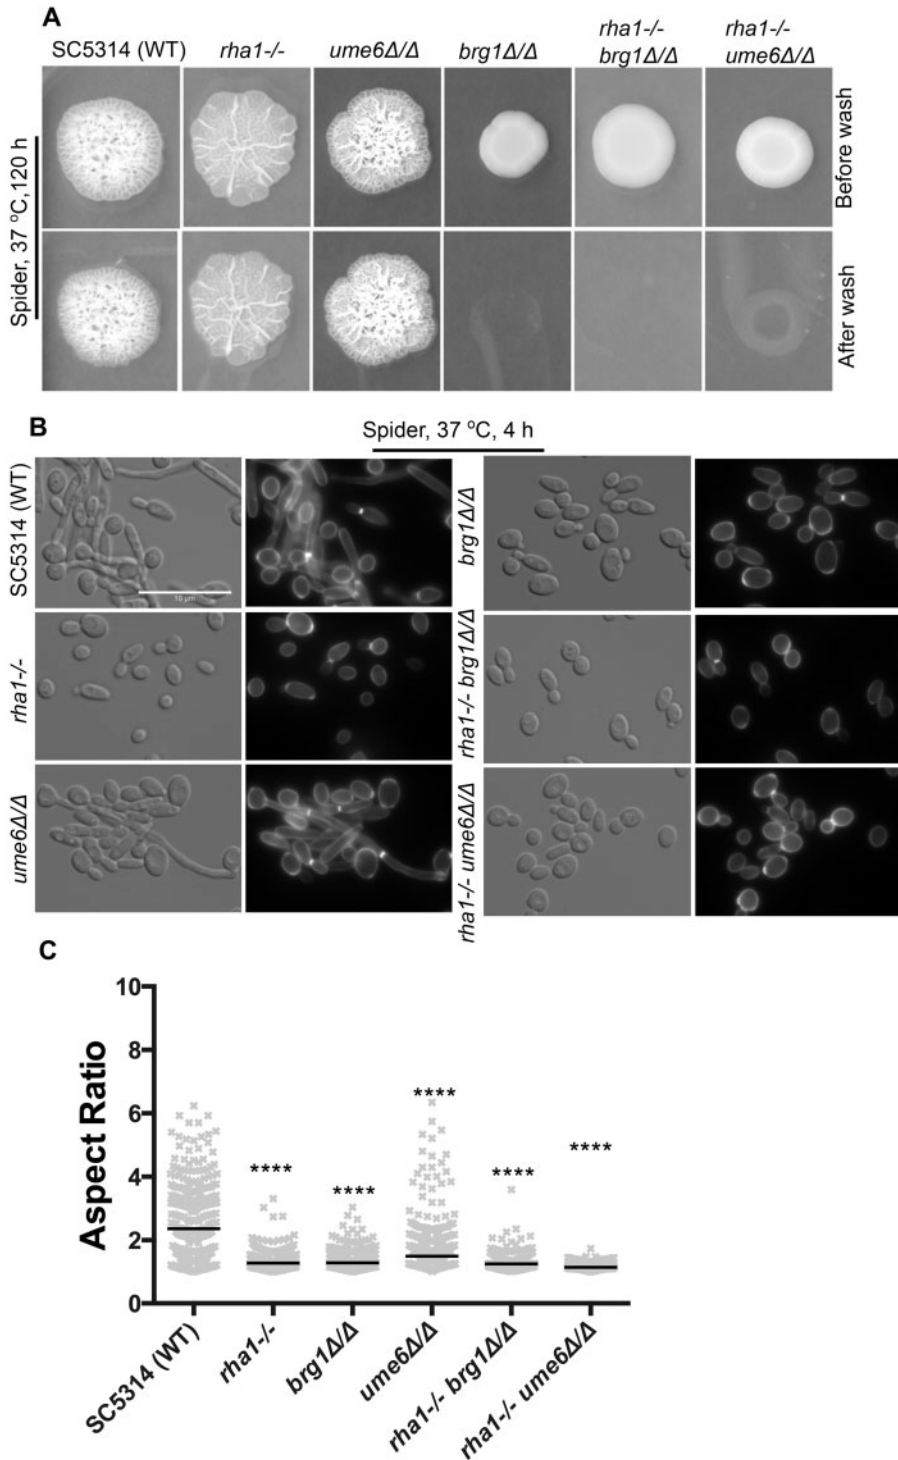 A
SC5314 (WT)
rha1-/-
ume6Δ/Δ
brg1Δ/Δ
rha1-/-
brg1Δ/Δ
rha1-/-
ume6Δ/Δ
Spider, 37 °C,120 h
Before wash
After wash
B
Spider, 37 °C, 4 h
SC5314 (WT)
10 µm
brg1Δ/Δ
rha1-/-
rha1-/- brg1Δ/Δ
ume6Δ/Δ
rha1-/- ume6Δ/Δ
C
Aspect Ratio
10
8
6
4
2
0
****
****
****
****
****
SC5314 (WT)
rha1-/-
brg1Δ/Δ
ume6Δ/Δ
rha1-/- brg1Δ/Δ
rha1-/- ume6Δ/Δ